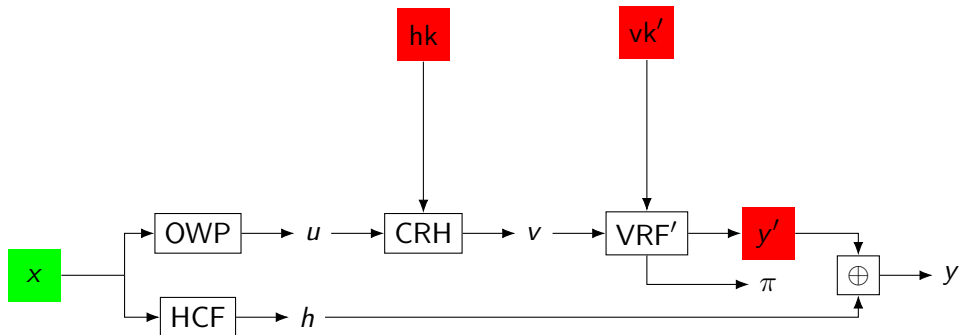 hk vk′
OWP u CRH v VRF′ y′
x ⊕ y
π
HCF h